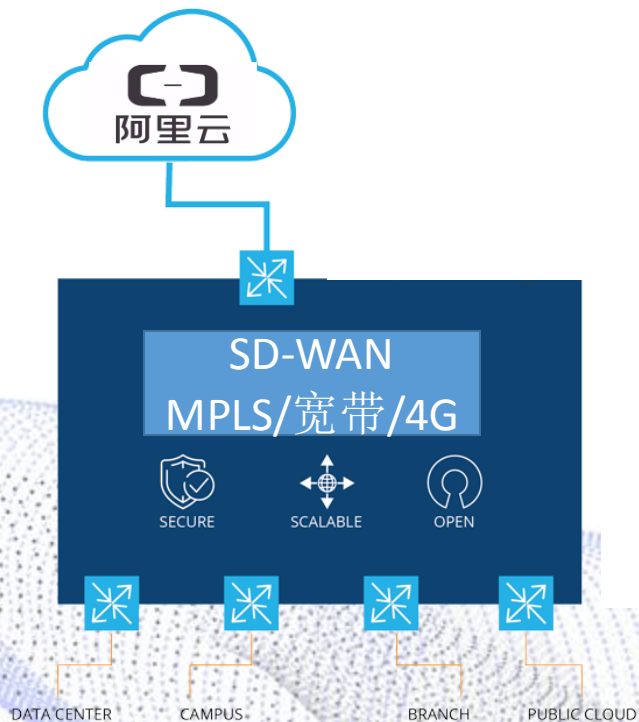 阿里云
SD-WAN
MPLS/宽带/4G
SECURE
SCALABLE
OPEN
DATA CENTER
CAMPUS
BRANCH
PUBLIC CLOUD